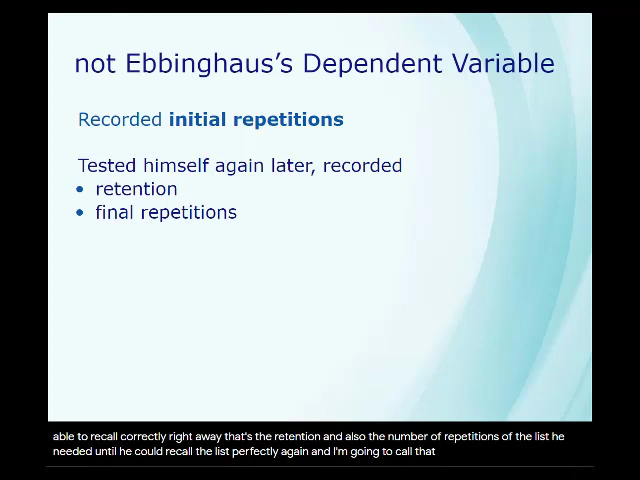 not Ebbinghaus's Dependent Variable
Recorded initial repetitions
Tested himself again later, recorded
• retention
• final repetitions
able to recall correctly right away that's the retention and also the number of repetitions of the list he
needed until he could recall the list perfectly again and I'm going to call that